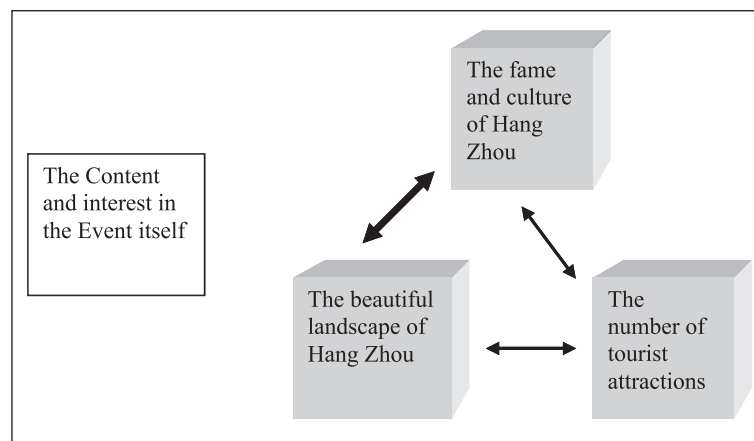 The fame
and culture
of Hang
Zhou
The Content
and interest in
the Event itself
The beautiful
landscape of
Hang Zhou
The
number of
tourist
attractions